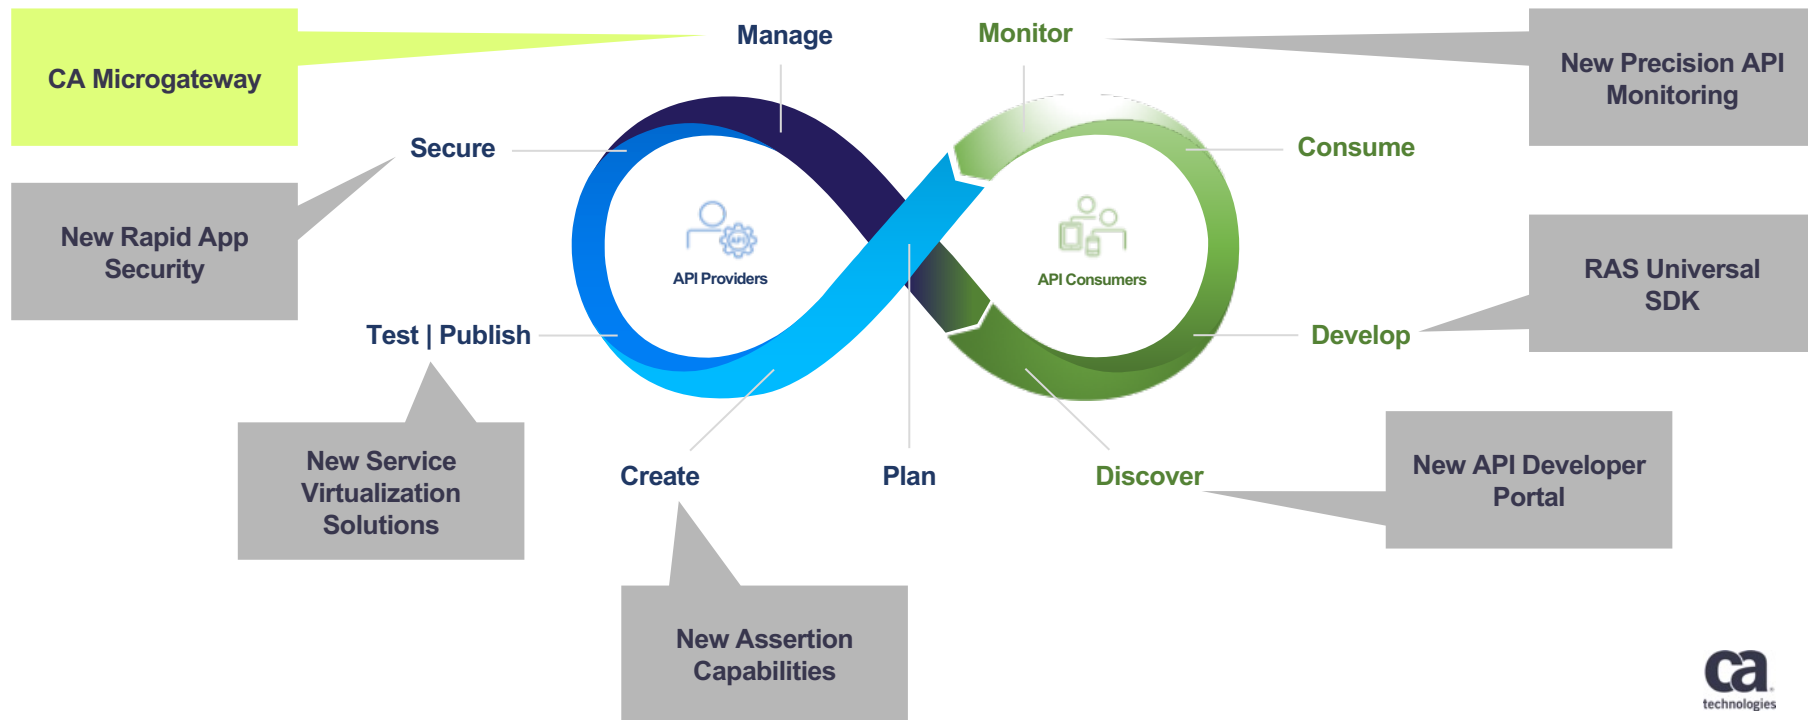 Manage
Monitor
CA Microgateway
New Precision API
Monitoring
Secure
Consume
New Rapid App
Security
API
API Providers
API Consumers
RAS Universal
SDK
Test | Publish
Develop
New Service
Virtualization
Solutions
Create
Plan
Discover
New API Developer
Portal
New Assertion
Capabilities
ca
technologies